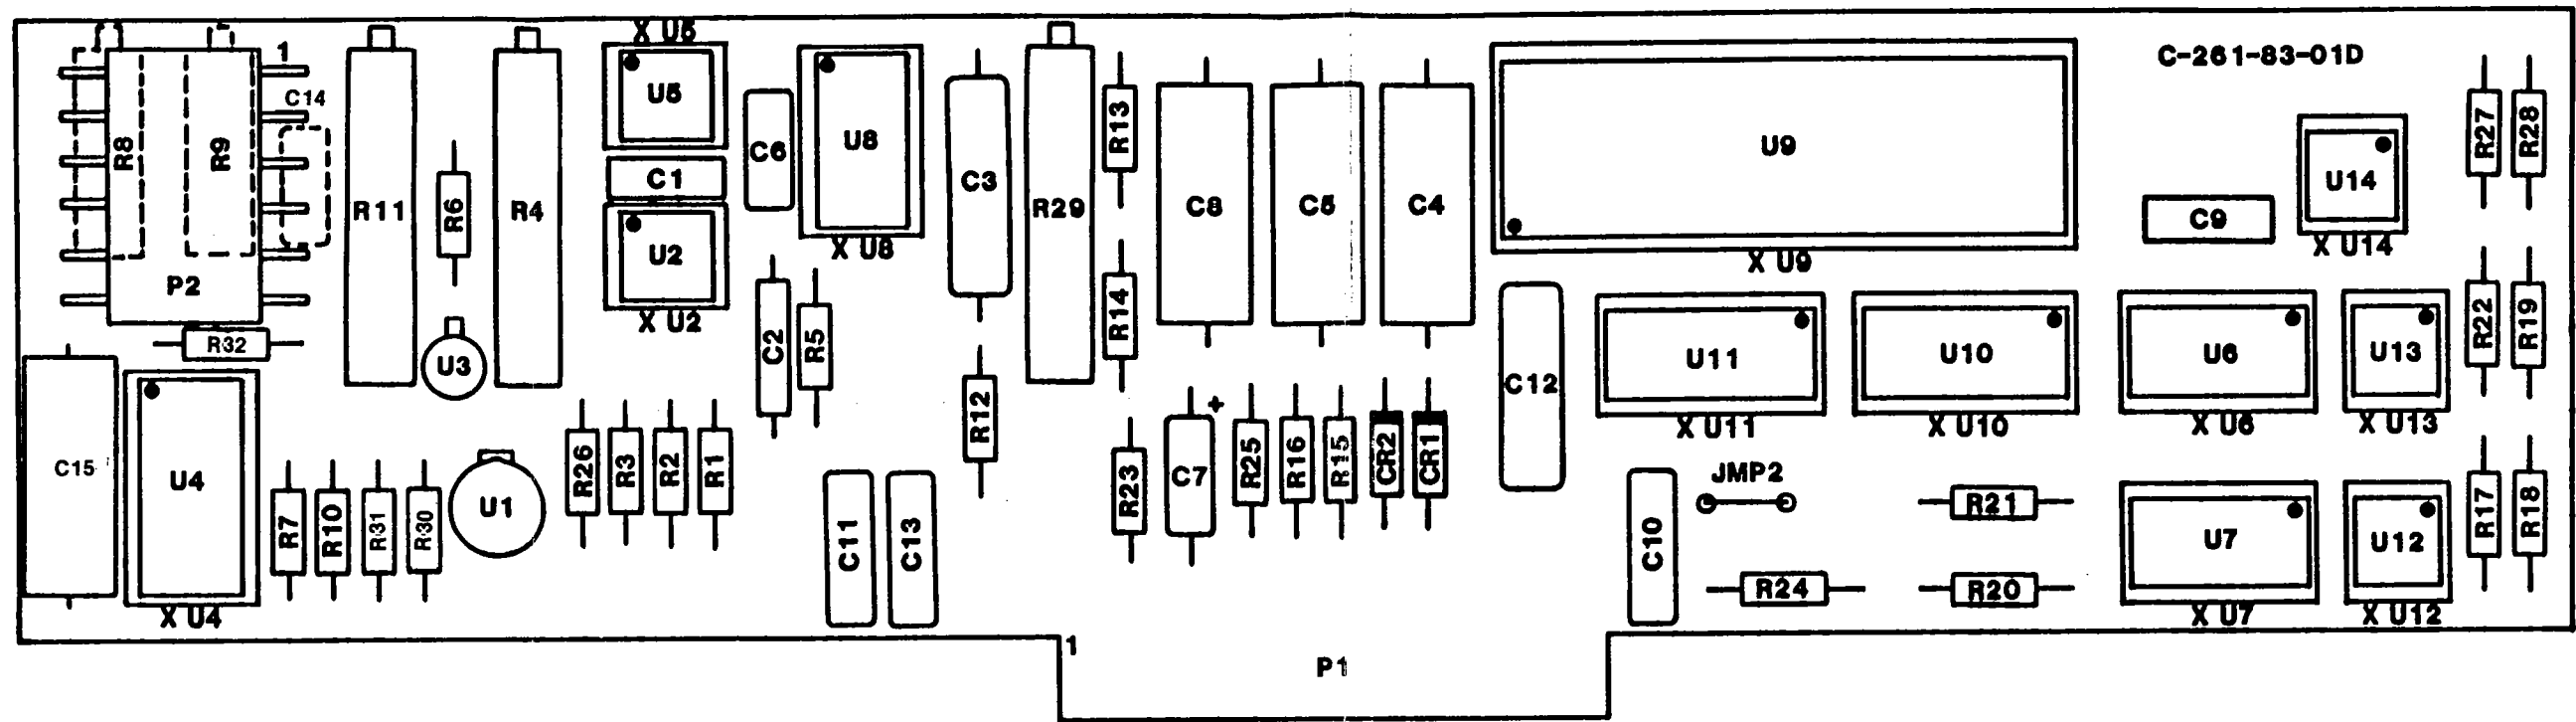 X U5
1
C-261-83-01D
U5
C14
R8
R9
C6
U8
R13
U9
R27
R28
C1
C3
U14
R11
R6
R4
R29
C8
C5
C4
C9
U2
X U8
X U14
P2
X U9
X U2
R14
R32
C2
R5
U3
U11
U10
U6
U13
R22
R19
C12
R12
+
X U11
X U10
X U6
X U13
C15
U4
R26
R3
R2
R1
R23
C7
R25
R16
R15
CR2
CR1
JMP2
R7
R10
R31
R30
U1
C11
C13
C10
R21
U7
U12
R17
R18
R24
R20
X U4
X U7
X U12
1
P1